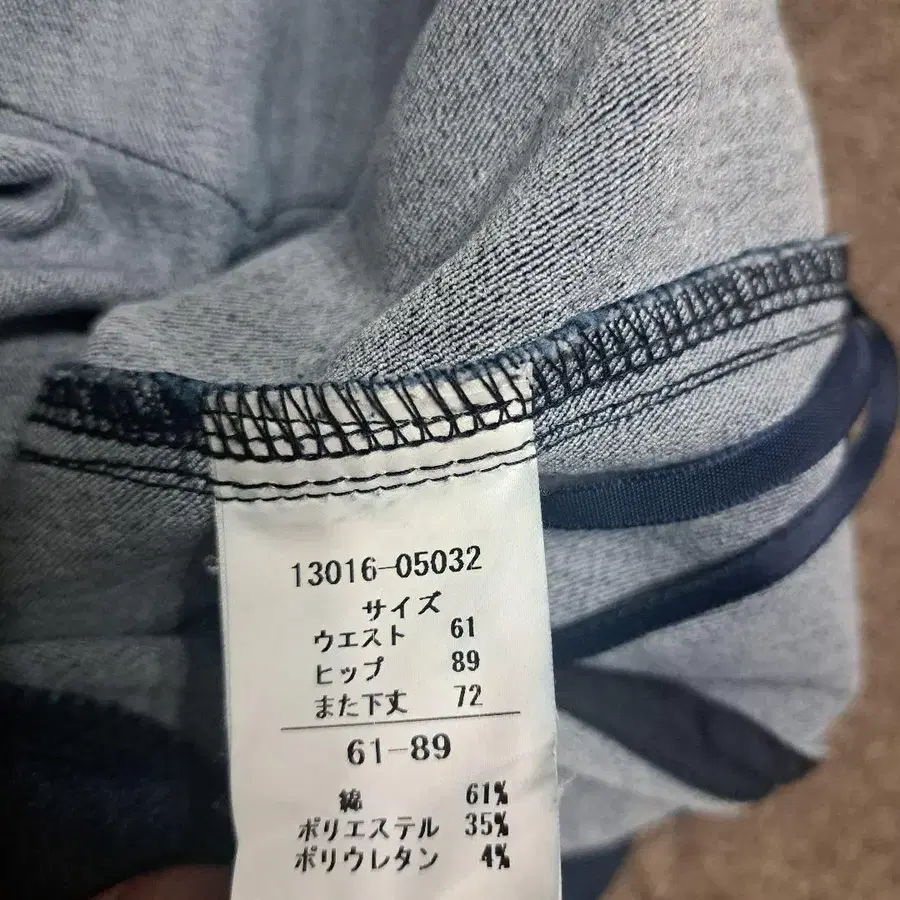 13016-05032
サイズ
ウエスト 61
ヒップ 89
また下丈 72
61-89
綿 61%
ポリエステル 35%
ポリウレタン 4%